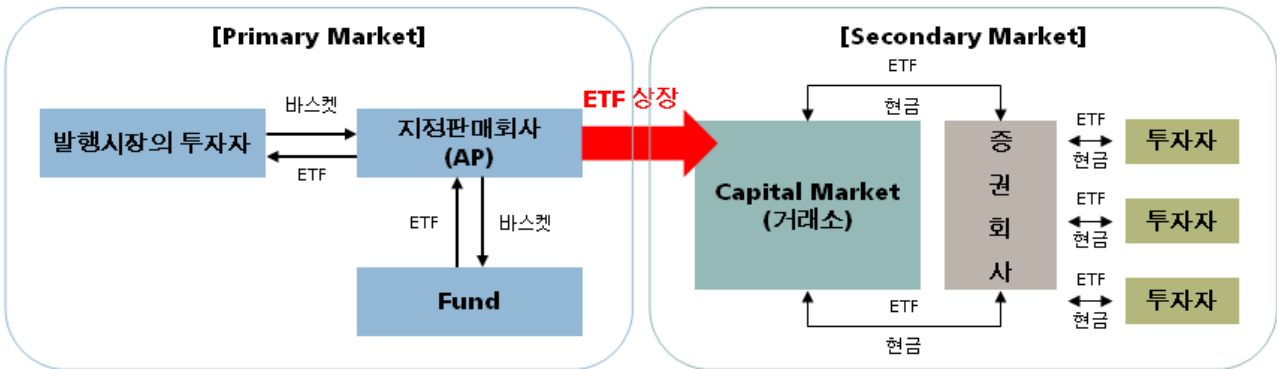 [Primary Market]
바스켓
발행시장의 투자자
ETF
지정판매회사
(AP)
ETF
바스켓
Fund
ETF 상장
[Secondary Market]
ETF
현금
Capital Market
(거래소)
증
권
회
사
ETF
현금
ETF
현금
투자자
ETF
현금
투자자
ETF
현금
투자자